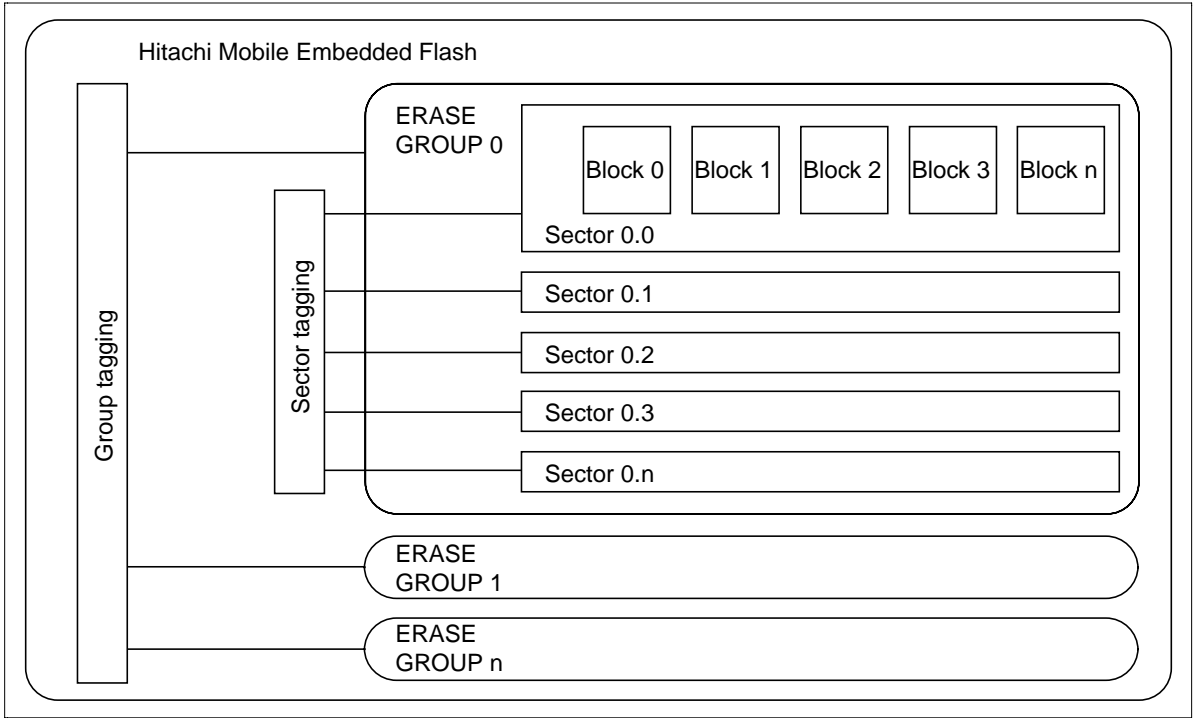 Hitachi Mobile Embedded Flash
Group tagging
Sector tagging
ERASE
GROUP 0
Block 0
Block 1
Block 2
Block 3
Block n
Sector 0.0
Sector 0.1
Sector 0.2
Sector 0.3
Sector 0.n
ERASE
GROUP 1
ERASE
GROUP n